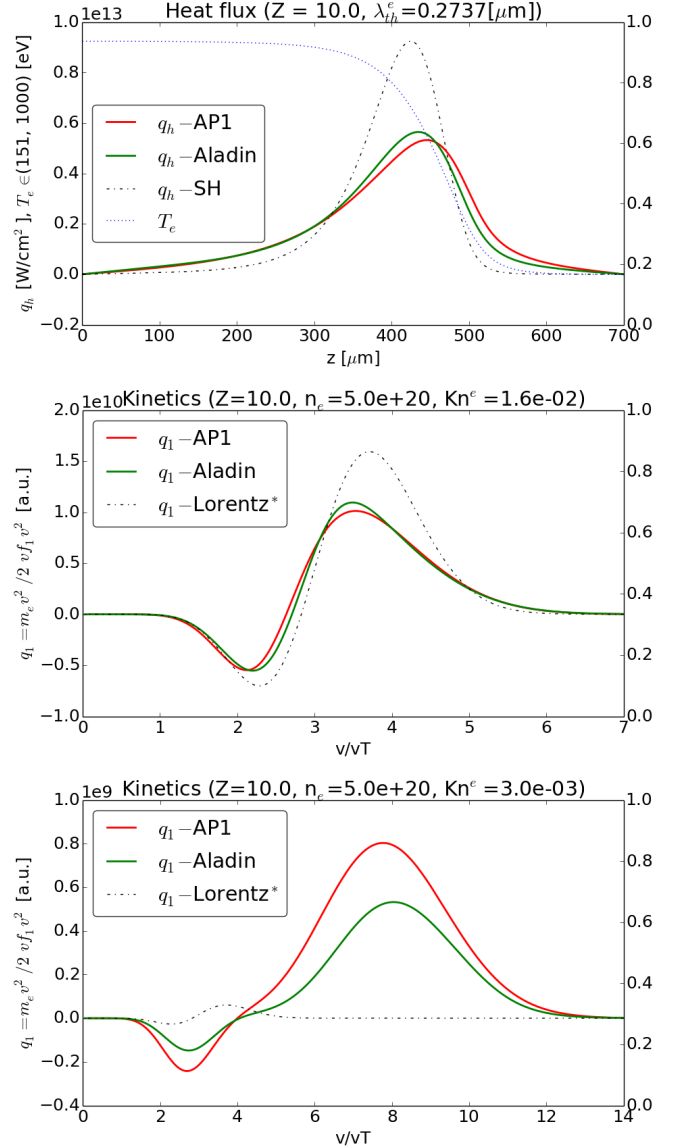 1e13 Heat flux (Z = 10.0, λ_th^e=0.2737[μm])
1.0
0.8
0.6
0.4
0.2
0.0
−0.2
q_h [W/cm² ], T_e ∈(151, 1000) [eV]
q_h−AP1
q_h−Aladin
q_h−SH
T_e
1.0
0.8
0.6
0.4
0.2
0.0
0 100 200 300 400 500 600 700
z [μm]
1e10 Kinetics (Z=10.0, n_e=5.0e+20, Kn^e =1.6e-02)
2.0
1.5
1.0
0.5
0.0
−0.5
−1.0
q_1 = m_e v² /2 v f_1 v² [a.u.]
q_1−AP1
q_1−Aladin
q_1−Lorentz*
1.0
0.8
0.6
0.4
0.2
0.0
0 1 2 3 4 5 6 7
v/vT
1e9 Kinetics (Z=10.0, n_e=5.0e+20, Kn^e =3.0e-03)
1.0
0.8
0.6
0.4
0.2
0.0
−0.2
−0.4
q_1 = m_e v² /2 v f_1 v² [a.u.]
q_1−AP1
q_1−Aladin
q_1−Lorentz*
1.0
0.8
0.6
0.4
0.2
0.0
0 2 4 6 8 10 12 14
v/vT